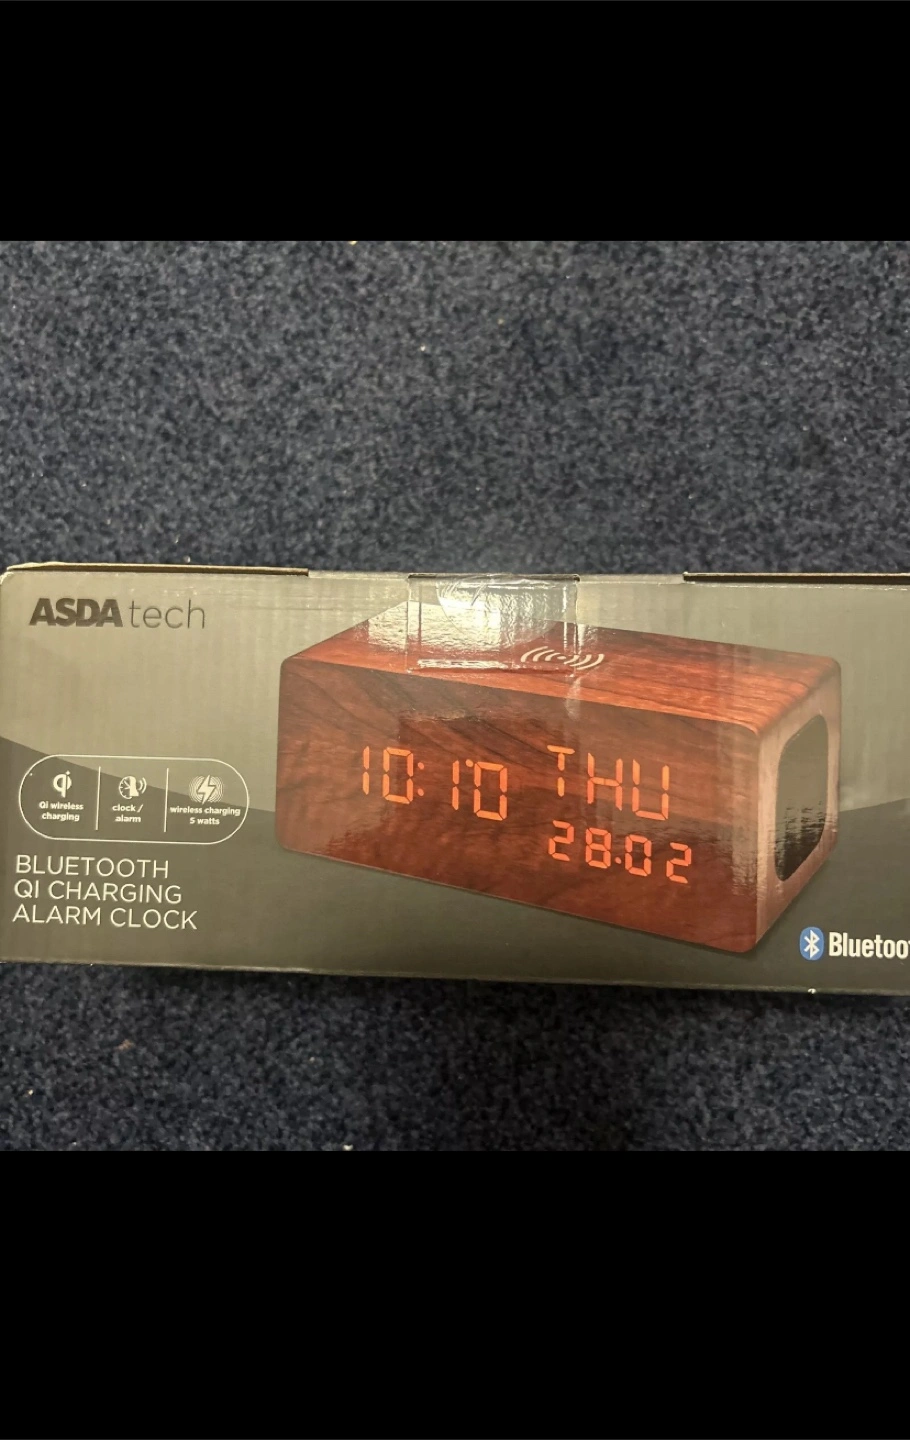 ASDA tech
Qi wireless
charging
clock /
alarm
wireless charging
5 watts
BLUETOOTH
QI CHARGING
ALARM CLOCK
10:10
THU
28.02
Bluetoo